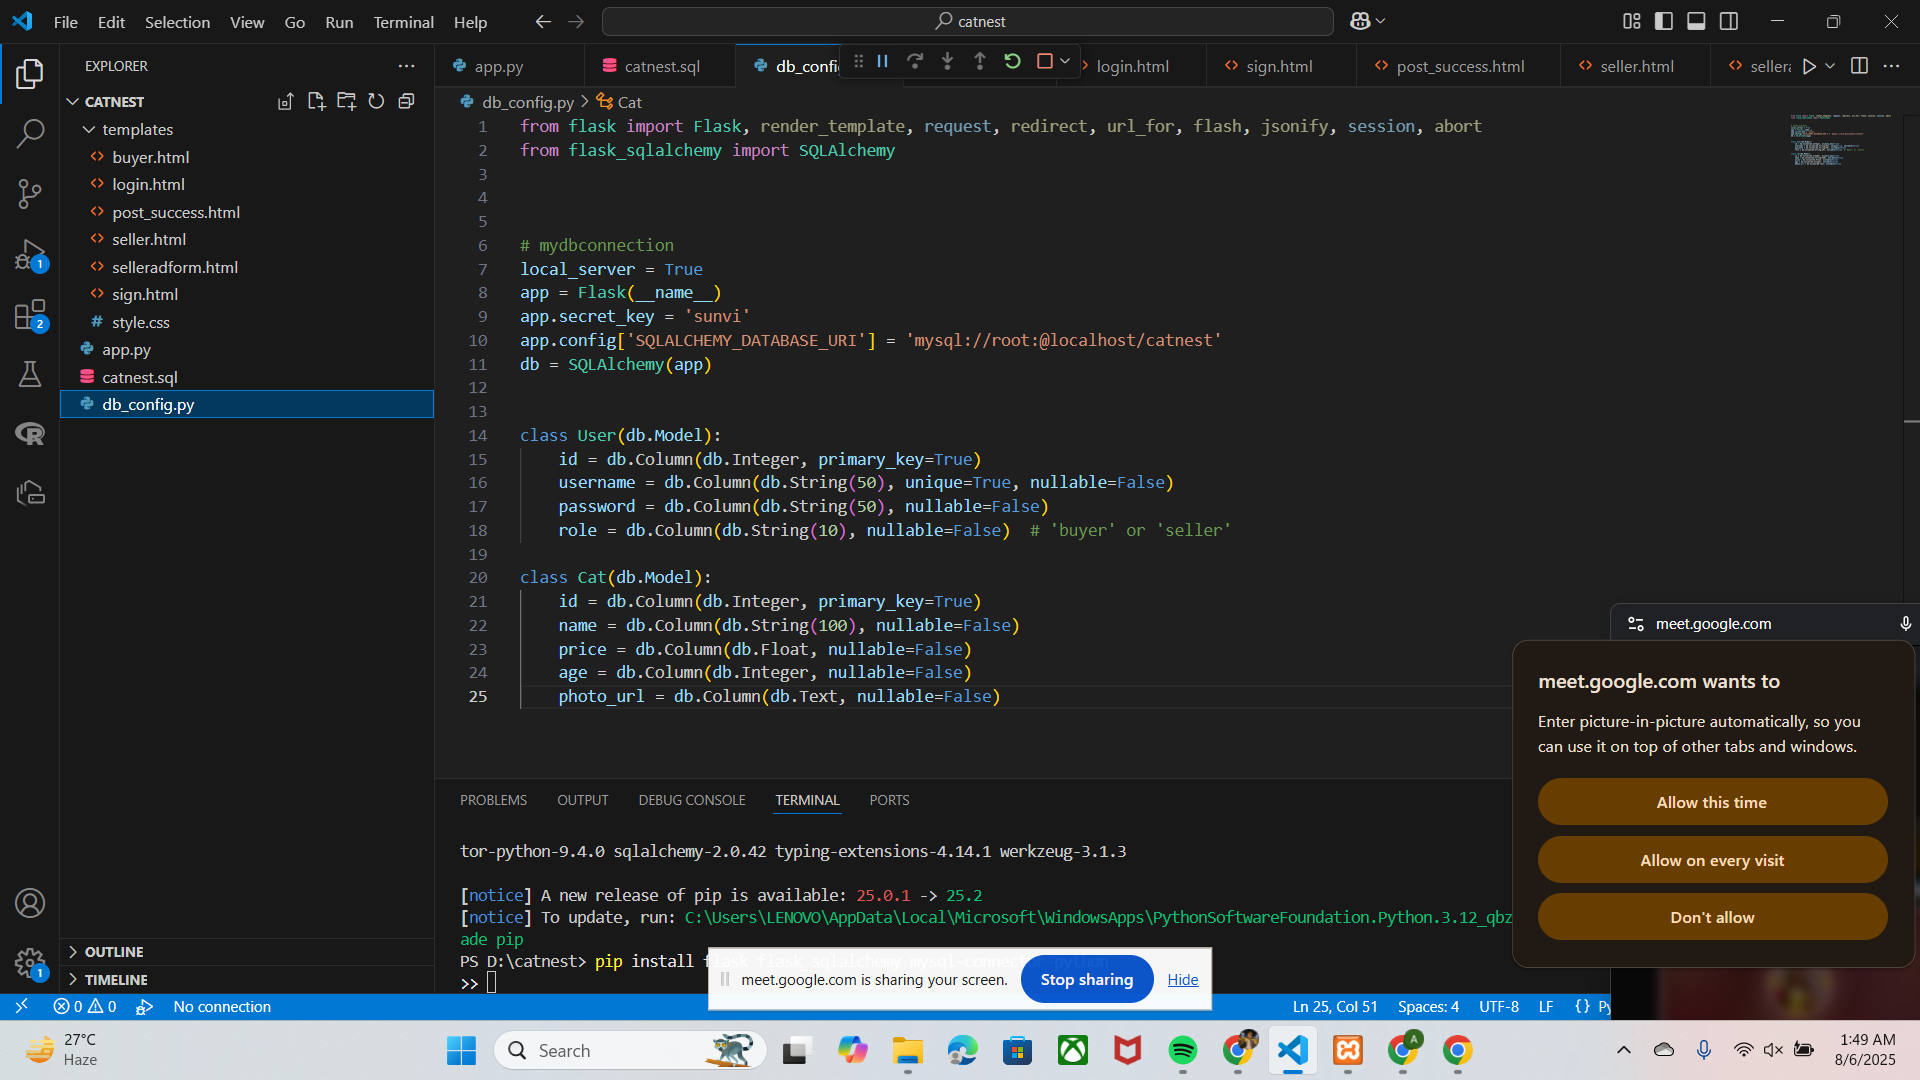 File Edit Selection View Go Run Terminal Help
catnest
EXPLORER
CATNEST
templates
buyer.html
login.html
post_success.html
seller.html
selleradform.html
sign.html
# style.css
app.py
catnest.sql
db_config.py
OUTLINE
TIMELINE
1
2
1
app.py
catnest.sql
db_confi
login.html
sign.html
post_success.html
seller.html
seller
db_config.py > Cat
1 from flask import Flask, render_template, request, redirect, url_for, flash, jsonify, session, abort
2 from flask_sqlalchemy import SQLAlchemy
3
4
5
6 # mydbconnection
7 local_server = True
8 app = Flask(__name__)
9 app.secret_key = 'sunvi'
10 app.config['SQLALCHEMY_DATABASE_URI'] = 'mysql://root:@localhost/catnest'
11 db = SQLAlchemy(app)
12
13
14 class User(db.Model):
15 id = db.Column(db.Integer, primary_key=True)
16 username = db.Column(db.String(50), unique=True, nullable=False)
17 password = db.Column(db.String(50), nullable=False)
18 role = db.Column(db.String(10), nullable=False) # 'buyer' or 'seller'
19
20 class Cat(db.Model):
21 id = db.Column(db.Integer, primary_key=True)
22 name = db.Column(db.String(100), nullable=False)
23 price = db.Column(db.Float, nullable=False)
24 age = db.Column(db.Integer, nullable=False)
25 photo_url = db.Column(db.Text, nullable=False)
PROBLEMS OUTPUT DEBUG CONSOLE TERMINAL PORTS
tor-python-9.4.0 sqlalchemy-2.0.42 typing-extensions-4.14.1 werkzeug-3.1.3
[notice] A new release of pip is available: 25.0.1 -> 25.2
[notice] To update, run: C:\Users\LENOVO\AppData\Local\Microsoft\WindowsApps\PythonSoftwareFoundation.Python.3.12_qbz
ade pip
PS D:\catnest> pip install flask flask_sqlalchemy mysql-connector-python
>>
meet.google.com is sharing your screen. Stop sharing Hide
meet.google.com
meet.google.com wants to
Enter picture-in-picture automatically, so you
can use it on top of other tabs and windows.
Allow this time
Allow on every visit
Don't allow
0 0 No connection
Ln 25, Col 51 Spaces: 4 UTF-8 LF {} Py
27°C
Haze
Search
A
1:49 AM
8/6/2025